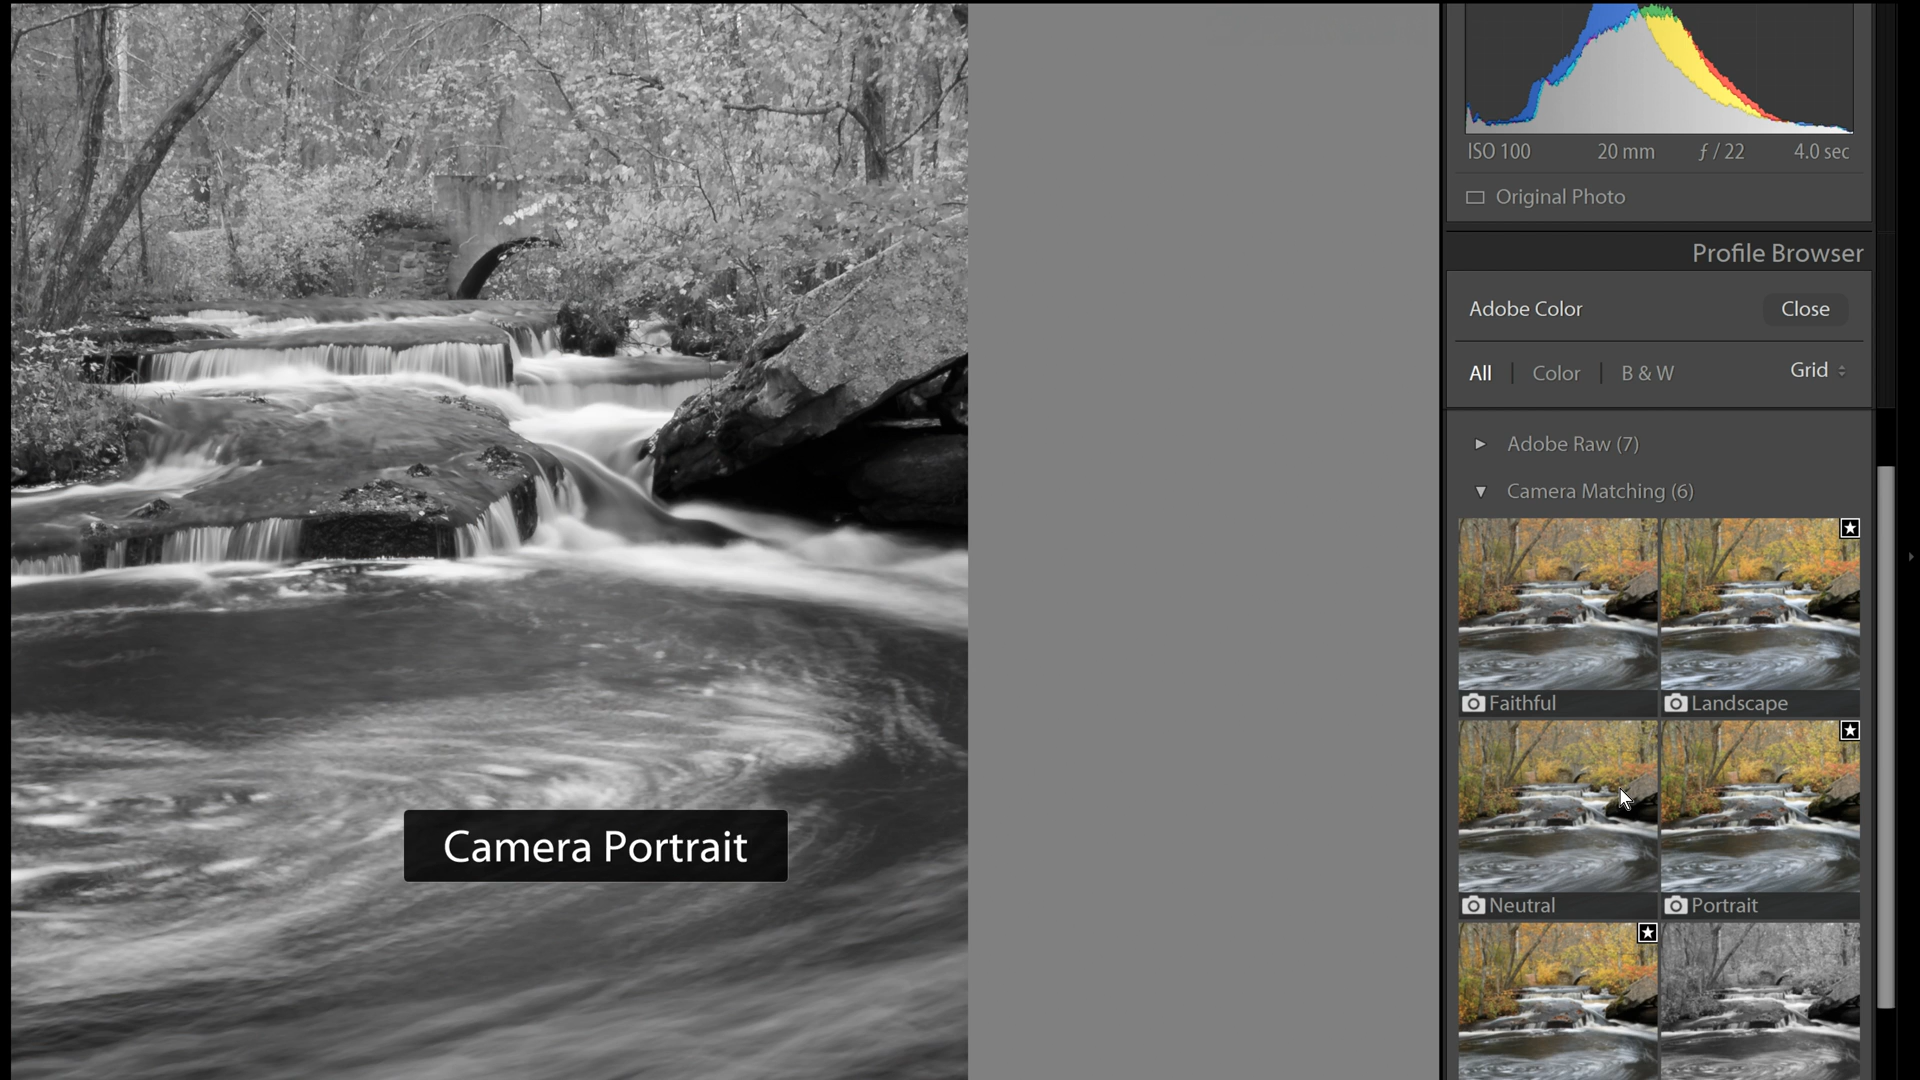 ISO 100 20 mm ƒ / 22 4.0 sec
Original Photo
Profile Browser
Adobe Color Close
All Color B & W Grid
Adobe Raw (7)
Camera Matching (6)
Faithful Landscape
Neutral Portrait
Camera Portrait